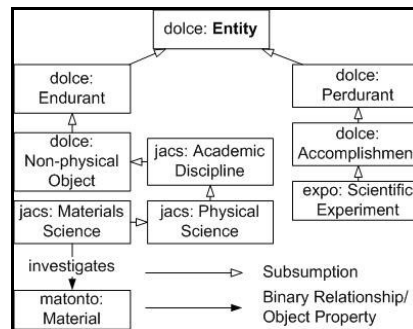 dolce: Entity
dolce:
Endurant
dolce:
Perdurant
dolce:
Non-physical
Object
jacs: Academic
Discipline
dolce:
Accomplishment
jacs: Materials
Science
jacs: Physical
Science
expo: Scientific
Experiment
investigates
matonto:
Material
Subsumption
Binary Relationship/
Object Property